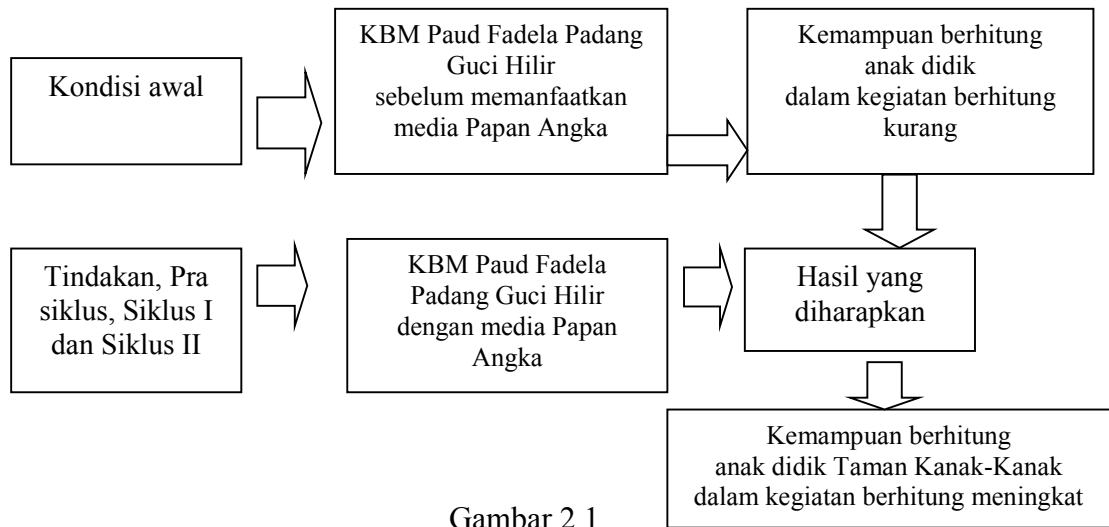 Kondisi awal
KBM Paud Fadela Padang
Guci Hilir
sebelum memanfaatkan
media Papan Angka
Kemampuan berhitung
anak didik
dalam kegiatan berhitung
kurang
Tindakan, Pra
siklus, Siklus I
dan Siklus II
KBM Paud Fadela
Padang Guci Hilir
dengan media Papan
Angka
Hasil yang
diharapkan
Kemampuan berhitung
anak didik Taman Kanak-Kanak
dalam kegiatan berhitung meningkat
Gambar 2.1